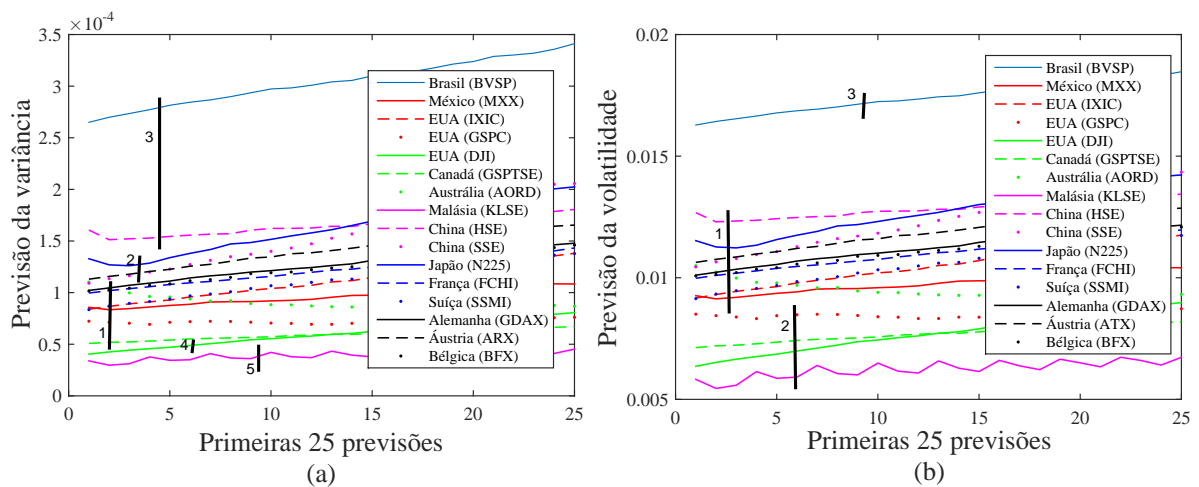 ×10⁻⁴
3.5
3
2.5
2
1.5
1
0.5
0
0
5
10
15
20
25
Previsão da variância
Primeiras 25 previsões
(a)
1
2
3
4
5
Brasil (BVSP)
México (MXX)
EUA (IXIC)
EUA (GSPC)
EUA (DJI)
Canadá (GSPTSE)
Austrália (AORD)
Malásia (KLSE)
China (HSE)
China (SSE)
Japão (N225)
França (FCHI)
Suíça (SSMI)
Alemanha (GDAX)
Áustria (ARX)
Bélgica (BFX)
0.02
0.015
0.01
0.005
0
5
10
15
20
25
Previsão da volatilidade
Primeiras 25 previsões
(b)
1
2
3
Brasil (BVSP)
México (MXX)
EUA (IXIC)
EUA (GSPC)
EUA (DJI)
Canadá (GSPTSE)
Austrália (AORD)
Malásia (KLSE)
China (HSE)
China (SSE)
Japão (N225)
França (FCHI)
Suíça (SSMI)
Alemanha (GDAX)
Áustria (ATX)
Bélgica (BFX)